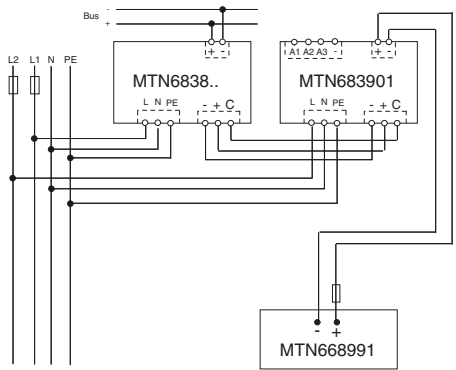 Bus -
+
+ -
A1 A2 A3 - + -
L2 L1 N PE
MTN6838.. MTN683901
L N PE - + C L N PE - + C
- +
MTN668991